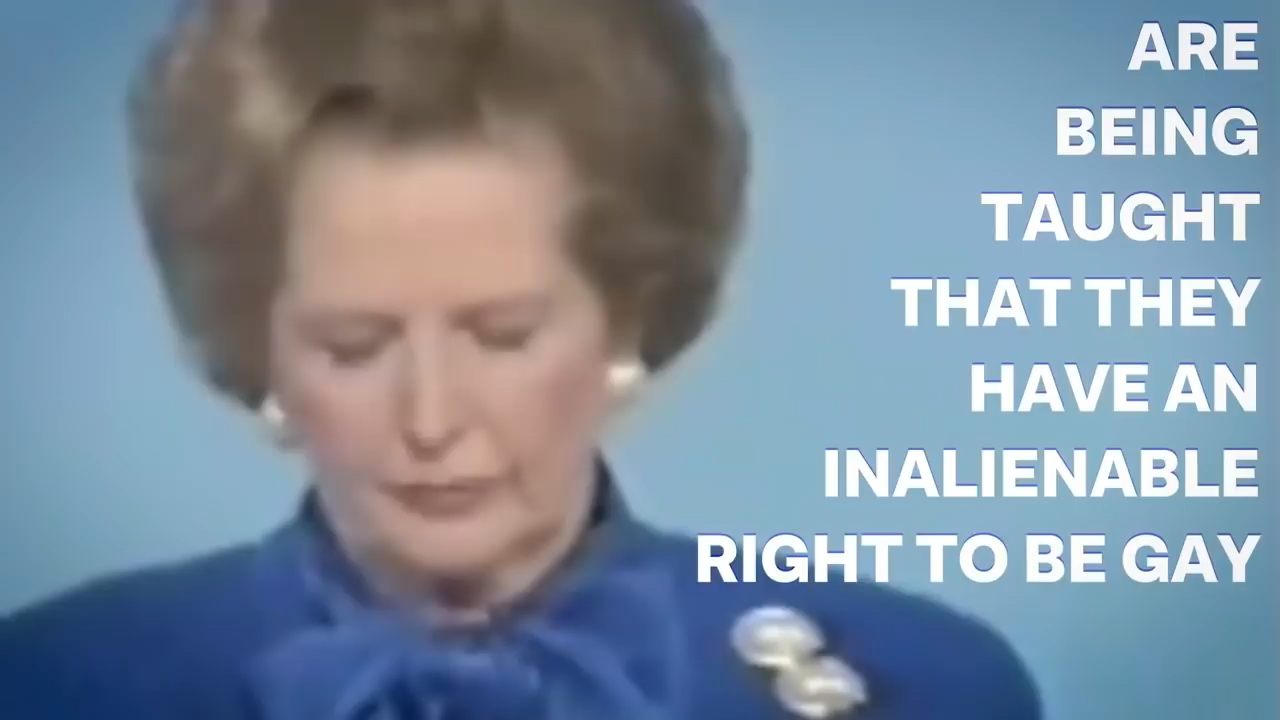 ARE
BEING
TAUGHT
THAT THEY
HAVE AN
INALIENABLE
RIGHT TO BE GAY